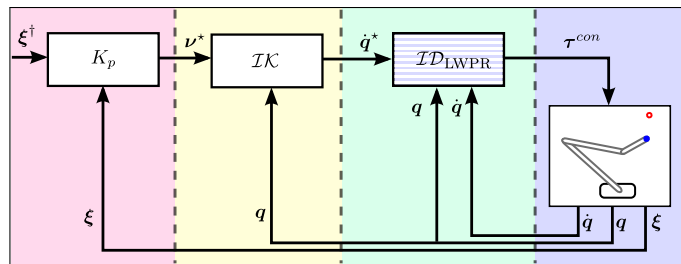 ξ† ν⋆ q̇⋆ τ^con
K_p IK ID_LWPR
q q̇
ξ q q̇ q ξ